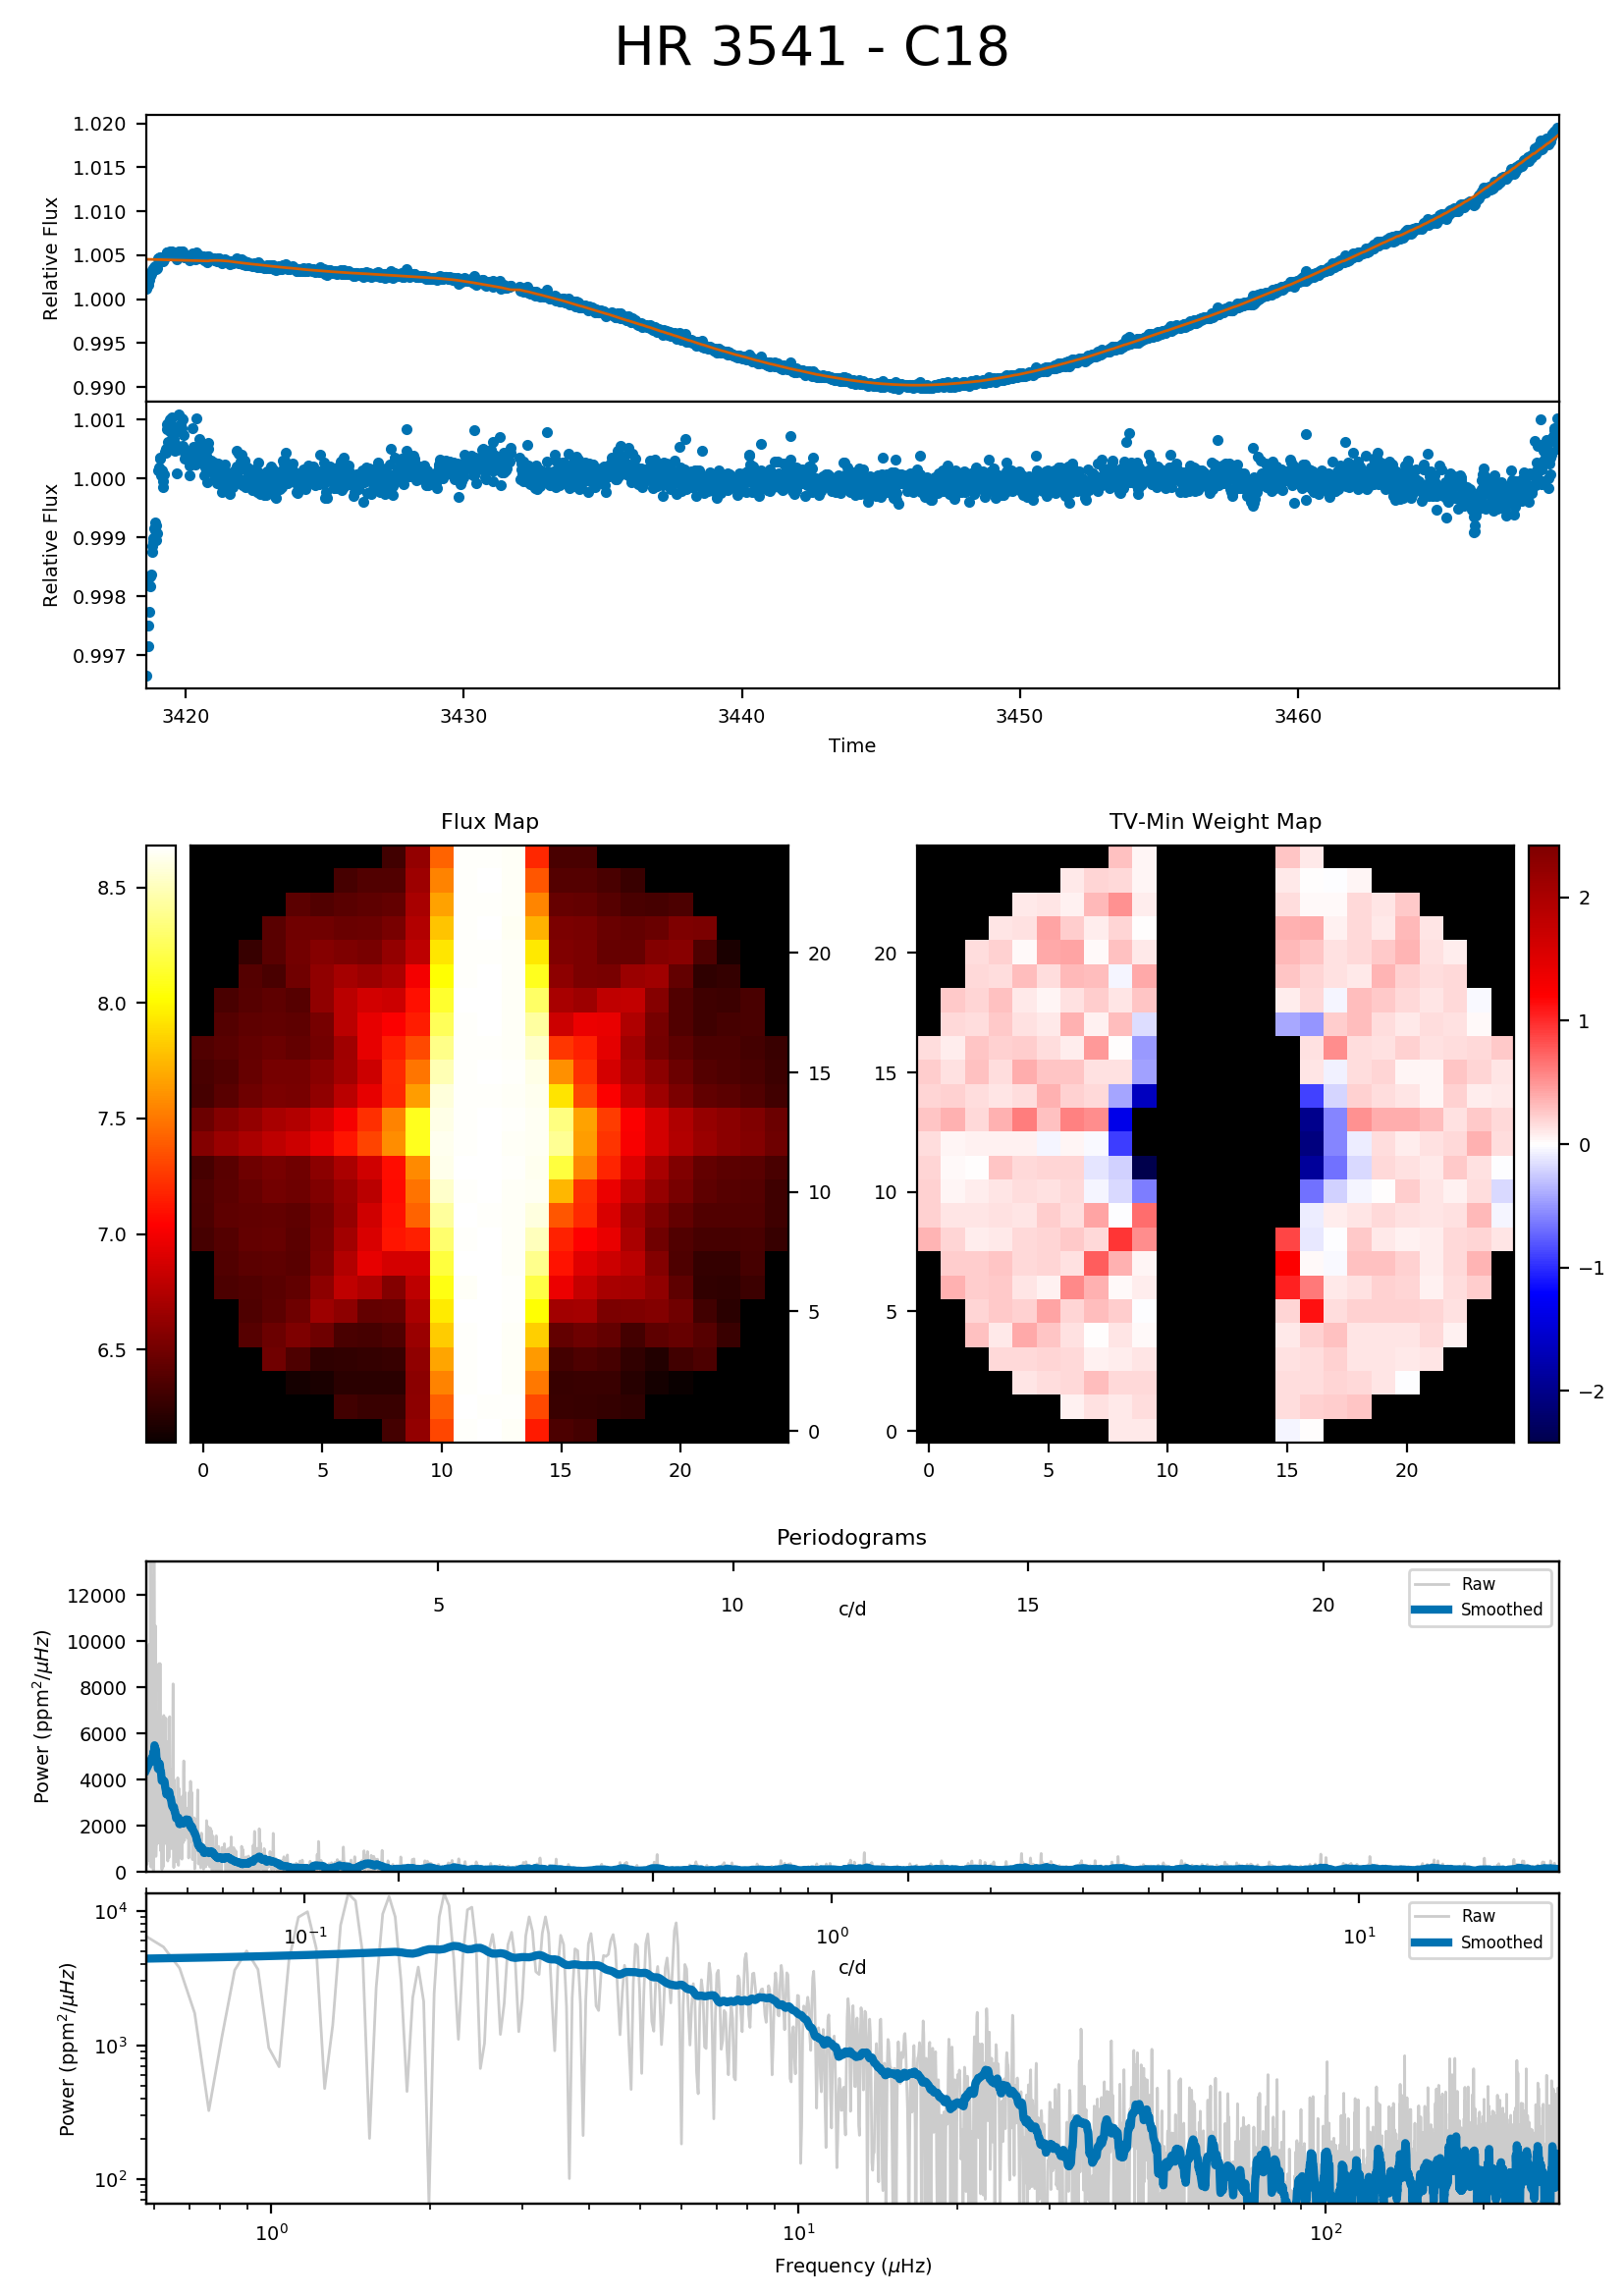 HR 3541 - C18
1.020
1.015
1.010
1.005
1.000
0.995
0.990
Relative Flux
1.001
1.000
0.999
0.998
0.997
Relative Flux
3420 3430 3440 3450 3460
Time
Flux Map
8.5
8.0
7.5
7.0
6.5
20
15
10
5
0
0 5 10 15 20
TV-Min Weight Map
20
15
10
5
0
0 5 10 15 20
2
1
0
−1
−2
Periodograms
12000
10000
8000
6000
4000
2000
0
Power (ppm²/μHz)
5 10 15 20
c/d
Raw
Smoothed
10⁴
10³
10²
Power (ppm²/μHz)
10⁻¹ 10⁰ 10¹
c/d
Raw
Smoothed
10⁰ 10¹ 10²
Frequency (μHz)